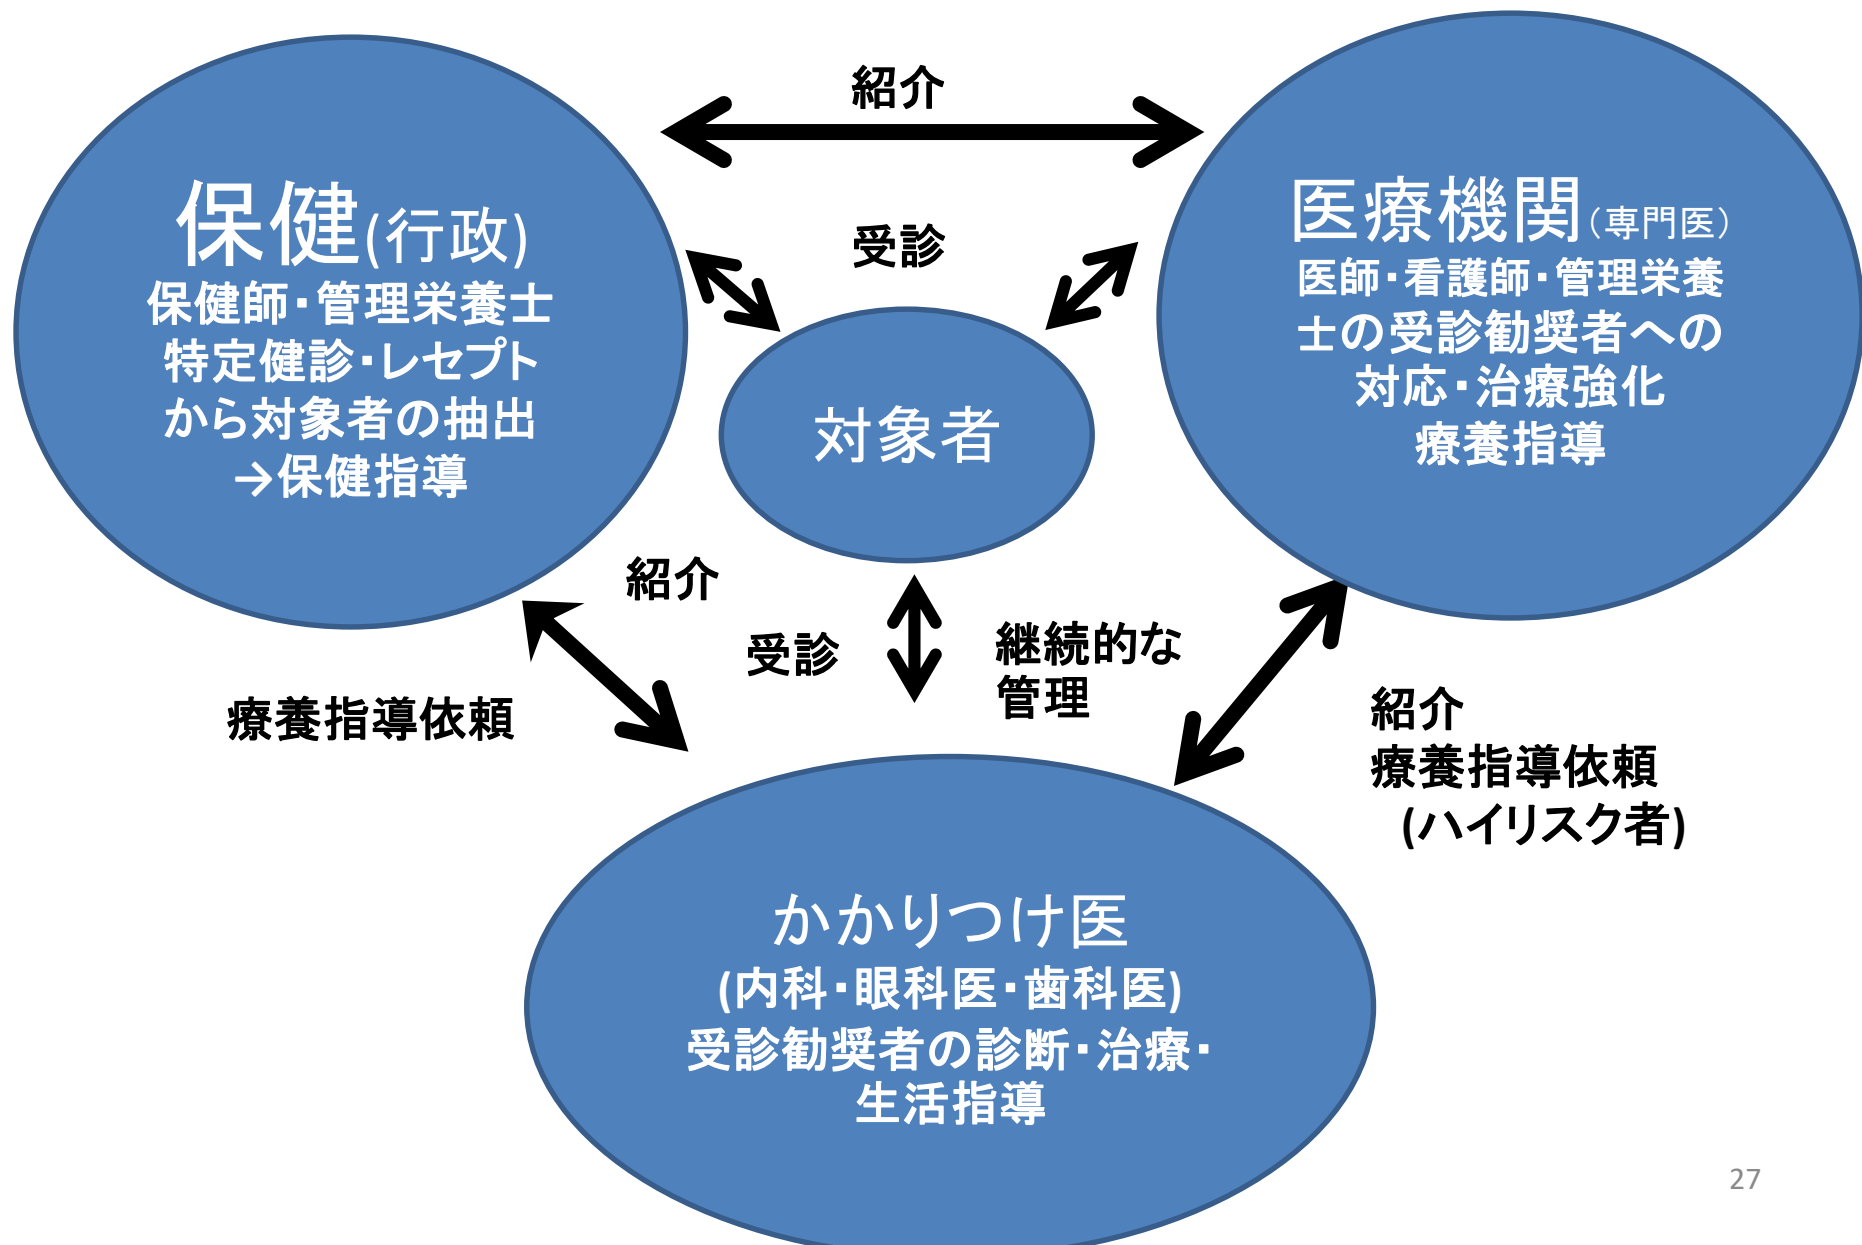 紹介
保健(行政)
保健師・管理栄養士
特定健診・レセプト
から対象者の抽出
→保健指導
受診
医療機関(専門医)
医師・看護師・管理栄養
士の受診勧奨者への
対応・治療強化
療養指導
対象者
紹介
受診
継続的な
管理
療養指導依頼
紹介
療養指導依頼
(ハイリスク者)
かかりつけ医
(内科・眼科医・歯科医)
受診勧奨者の診断・治療・
生活指導
27